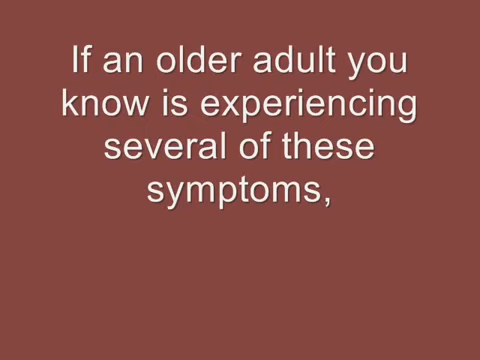 If an older adult you
know is experiencing
several of these
symptoms,